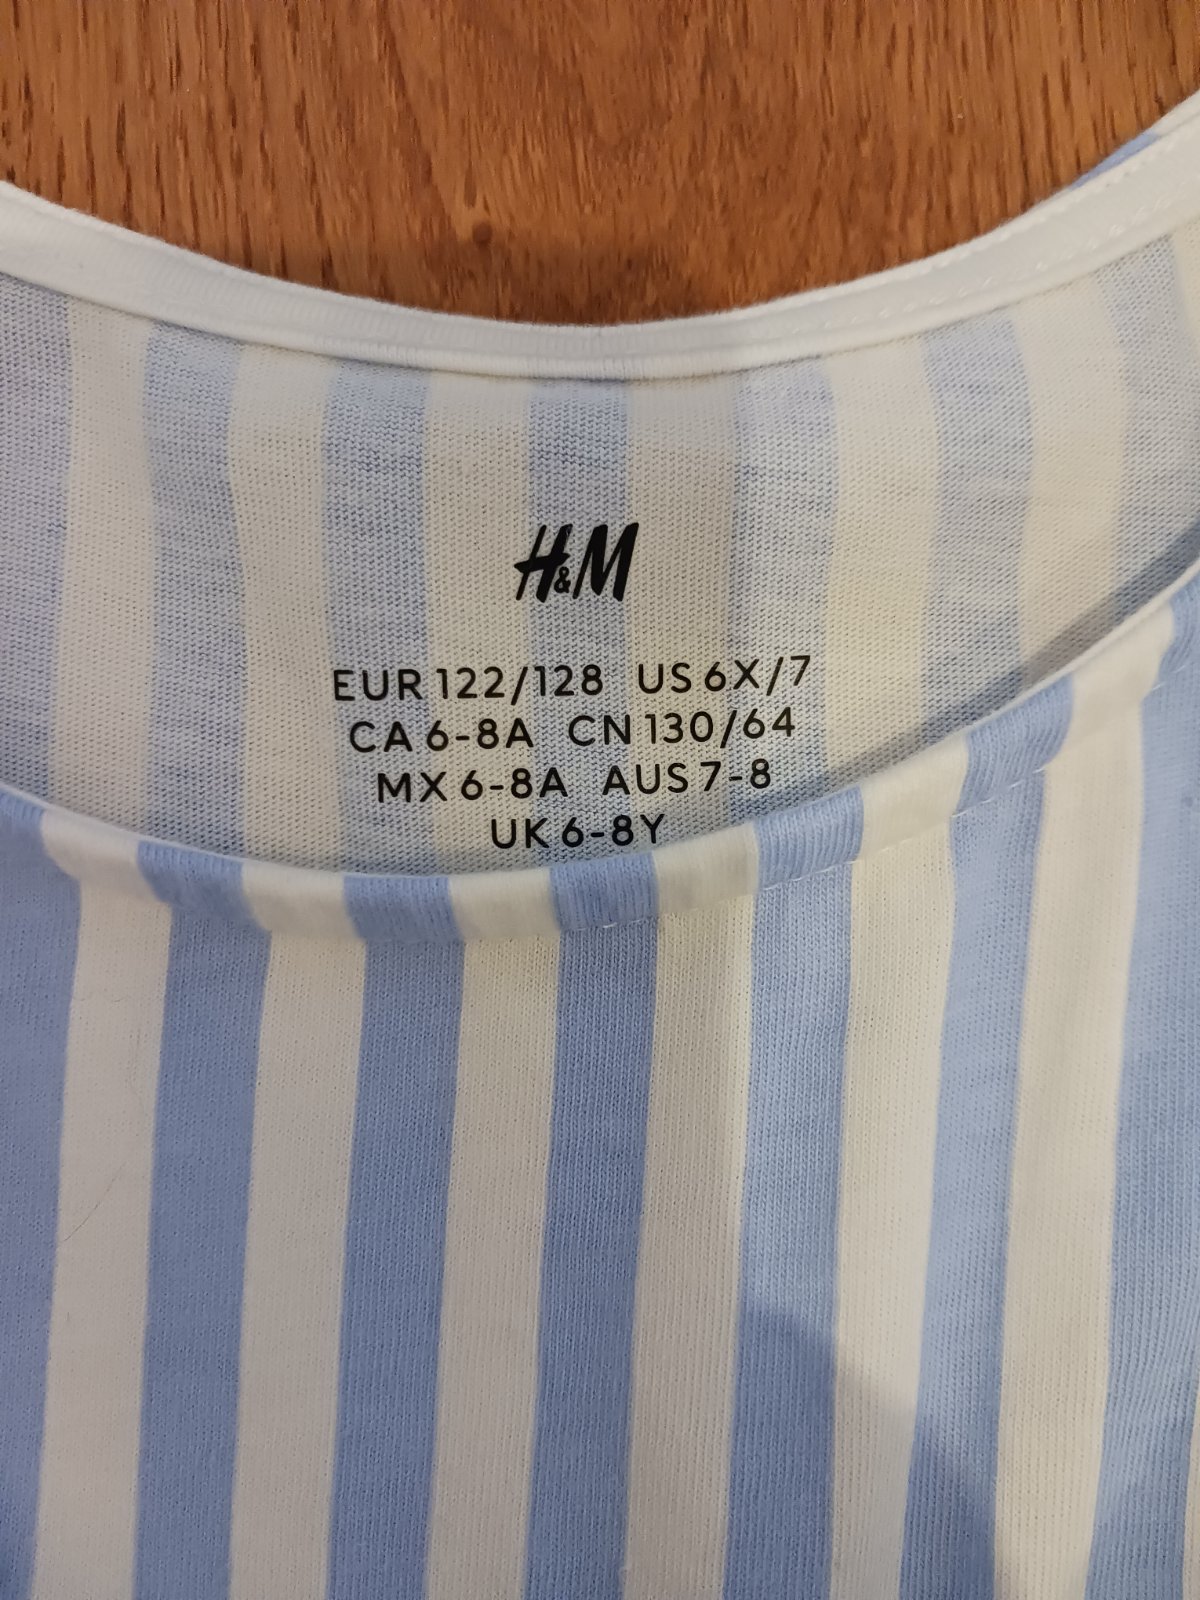 H&M
EUR 122/128 US 6X/7
CA 6-8A CN 130/64
MX 6-8A AUS 7-8
UK 6-8Y